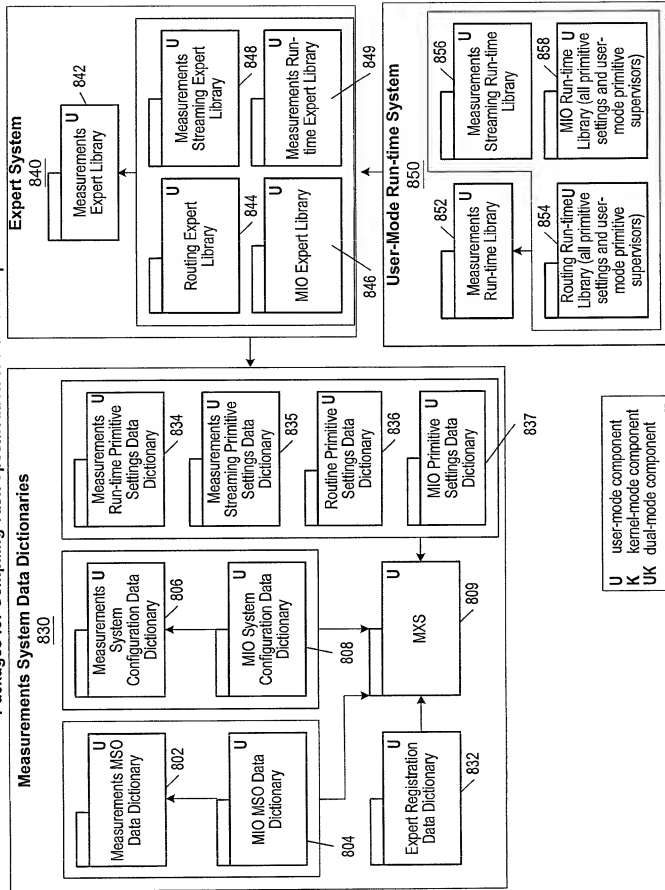 Measurements System Data Dictionaries
830
Measurements MSO
Data Dictionary
U
802
MIO MSO Data
Dictionary
U
804
Measurements
System
Configuration Data
Dictionary
U
806
MIO System
Configuration Data
Dictionary
U
808
Measurements
Run-time Primitive
Settings Data
Dictionary
U
834
Measurements
Streaming Primitive
Settings Data
Dictionary
U
835
Routine Primitive
Settings Data
Dictionary
U
836
MIO Primitive
Settings Data
Dictionary
U
837
Expert Registration
Data Dictionary
U
832
MXS
U
809
Expert System
840
Measurements
Expert Library
U
842
Routing Expert
Library
U
844
Measurements
Streaming Expert
Library
U
848
MIO Expert Library
U
846
Measurements Run-
time Expert Library
U
849
User-Mode Run-time System
850
Measurements
Run-time Library
U
852
Measurements
Streaming Run-time
Library
U
856
Routing Run-time U
Library (all primitive
settings and user-
mode primitive
supervisors)
854
MIO Run-time U
Library (all primitive
settings and user-
mode primitive
supervisors)
858
U user-mode component
K kernel-mode component
UK dual-mode component